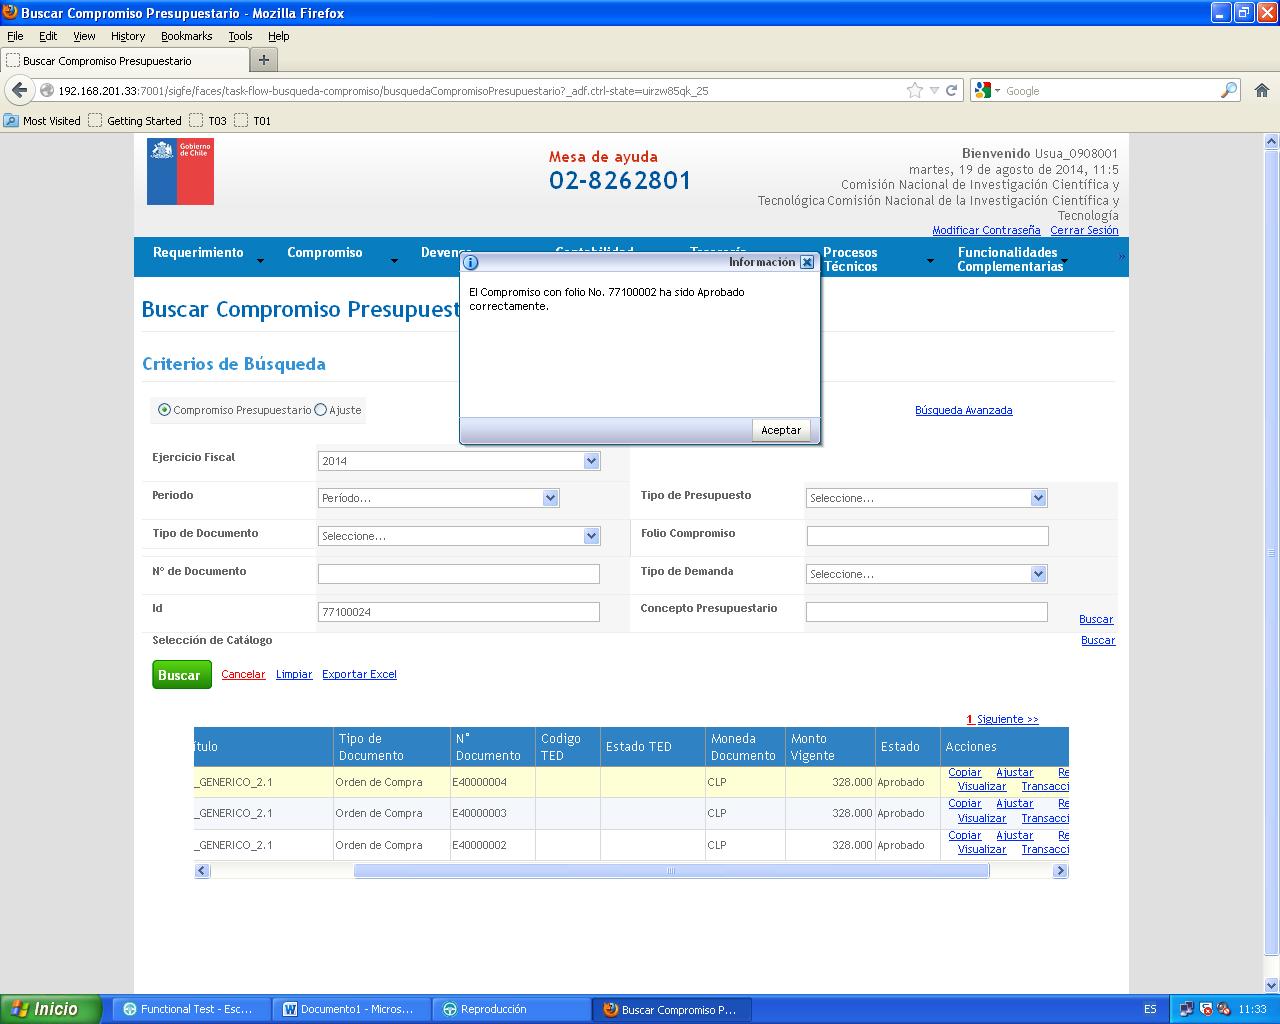 Buscar Compromiso Presupuestario - Mozilla Firefox
File Edit View History Bookmarks Tools Help
Buscar Compromiso Presupuestario
192.168.201.33:7001/sigfe/faces/task-flow-busqueda-compromiso/busquedaCompromisoPresupuestario?_adf.ctrl-state=uirzw85qk_25
Google
Most Visited Getting Started T03 T01
Gobierno de Chile
Mesa de ayuda
02-8262801
Bienvenido Usua_0908001
martes, 19 de agosto de 2014, 11:5
Comisión Nacional de Investigación Científica y
Tecnológica Comisión Nacional de la Investigación Científica y
Tecnología
Modificar Contraseña Cerrar Sesión
Requerimiento Compromiso Devengo Contabilidad Tesorería Procesos Técnicos Funcionalidades Complementarias »
Información
El Compromiso con folio No. 77100002 ha sido Aprobado
correctamente.
Aceptar
Buscar Compromiso Presupuest
Criterios de Búsqueda
Compromiso Presupuestario Ajuste
Búsqueda Avanzada
Ejercicio Fiscal 2014
Periodo Período... Tipo de Presupuesto Seleccione...
Tipo de Documento Seleccione... Folio Compromiso
N° de Documento Tipo de Demanda Seleccione...
Id 77100024 Concepto Presupuestario Buscar
Selección de Catálogo Buscar
Buscar Cancelar Limpiar Exportar Excel
1 Siguiente >>
ítulo Tipo de Documento N° Documento Codigo TED Estado TED Moneda Documento Monto Vigente Estado Acciones
_GENERICO_2.1 Orden de Compra E40000004 CLP 328.000 Aprobado Copiar Ajustar Re
Visualizar Transacci
_GENERICO_2.1 Orden de Compra E40000003 CLP 328.000 Aprobado Copiar Ajustar Re
Visualizar Transacci
_GENERICO_2.1 Orden de Compra E40000002 CLP 328.000 Aprobado Copiar Ajustar Re
Visualizar Transacci
Inicio Functional Test - Esc... Documento1 - Micros... Reproducción Buscar Compromiso P... ES 11:33